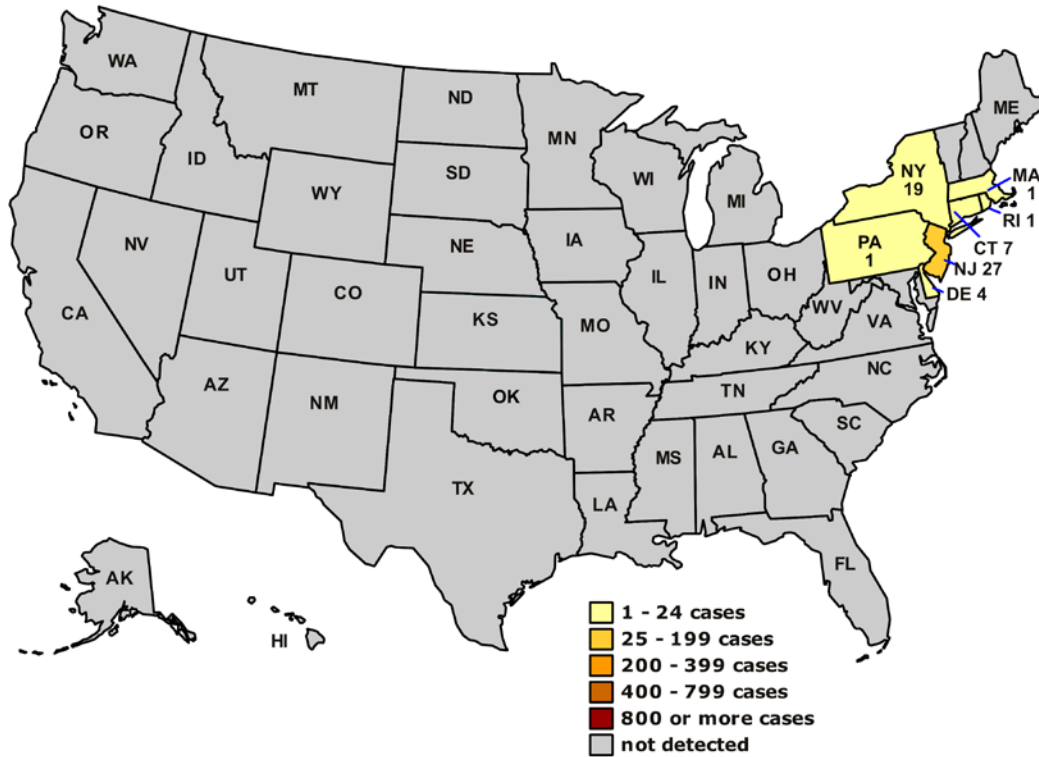 WA
MT
ND
MN
ME
OR
ID
SD
WI
NY
19
MA
1
WY
MI
RI 1
NV
NE
IA
PA
1
CT 7
NJ 27
UT
CO
IL
IN
OH
DE 4
CA
KS
MO
WV
VA
KY
NC
AZ
NM
OK
AR
TN
SC
MS
AL
GA
TX
LA
FL
AK
HI
1 - 24 cases
25 - 199 cases
200 - 399 cases
400 - 799 cases
800 or more cases
not detected